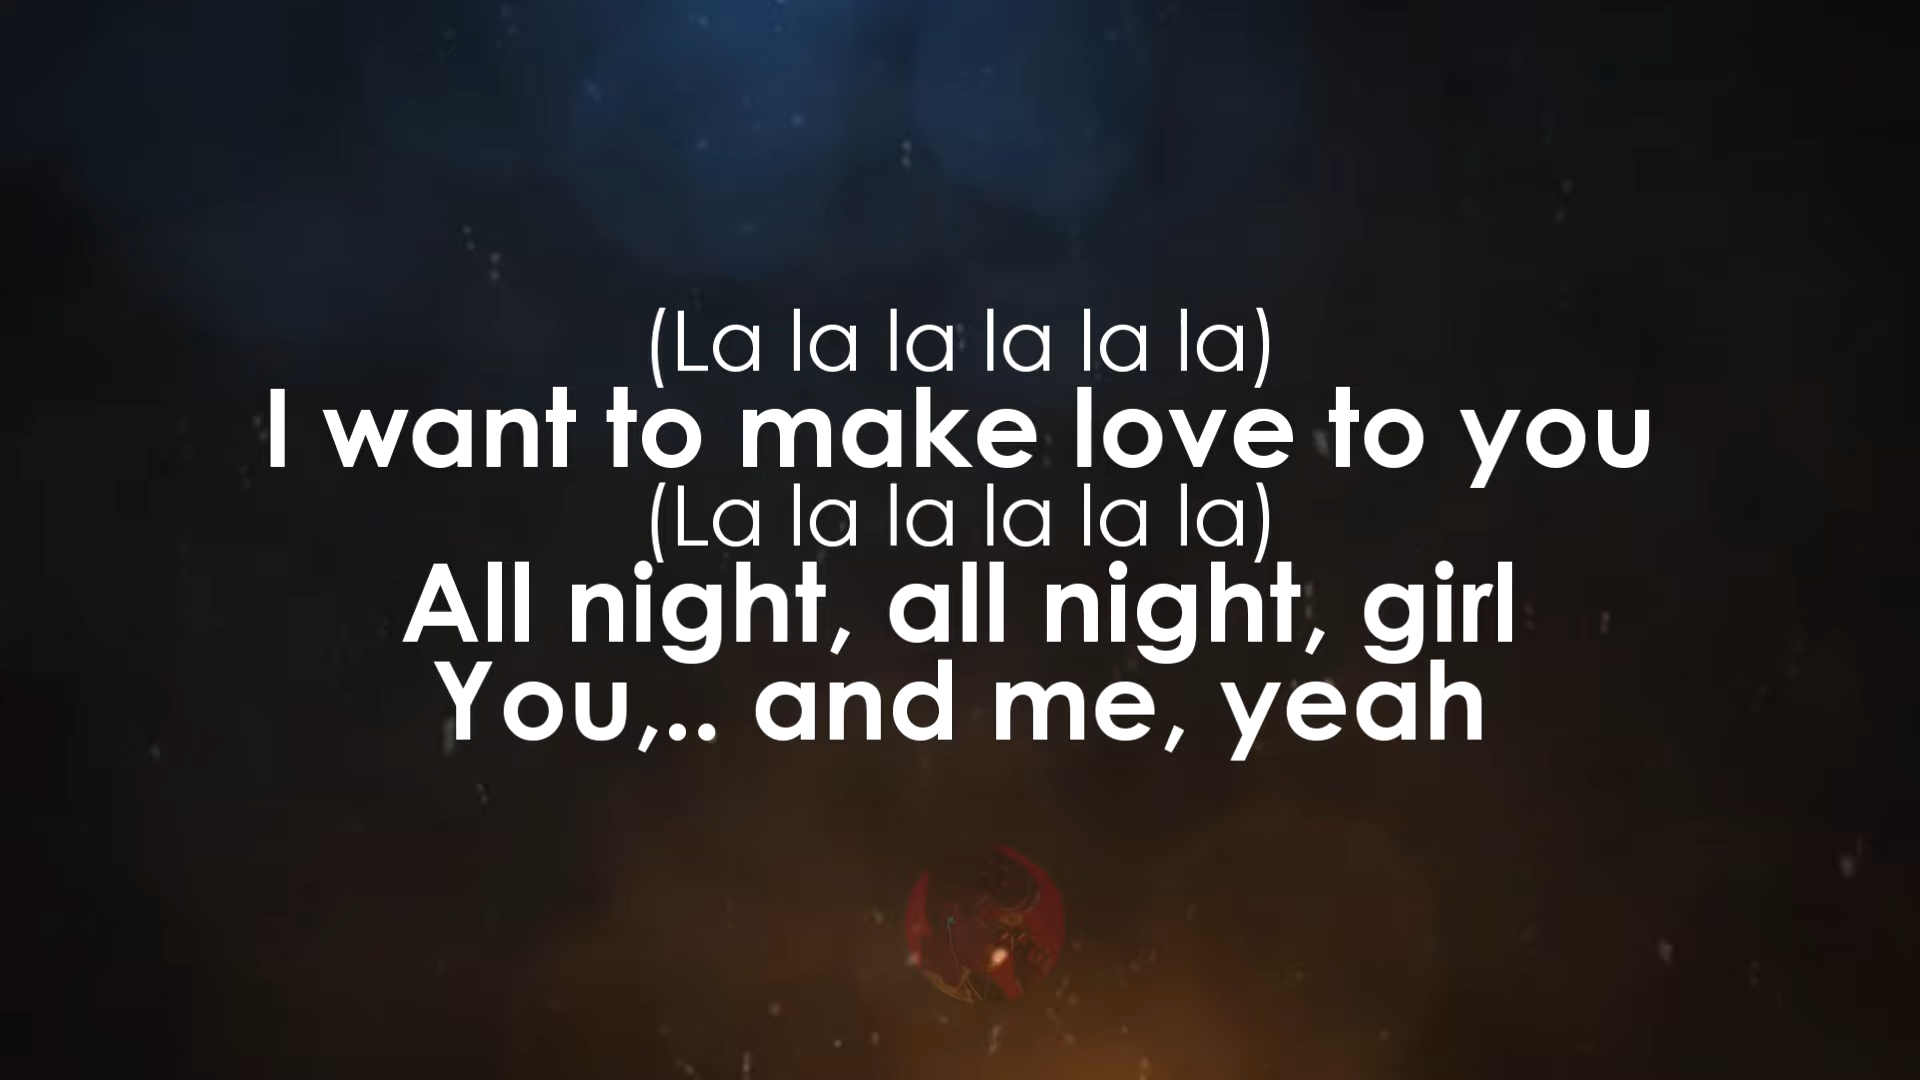 (La la la la la la)
I want to make love to you
(La la la la la la)
All night, all night, girl
You,.. and me, yeah